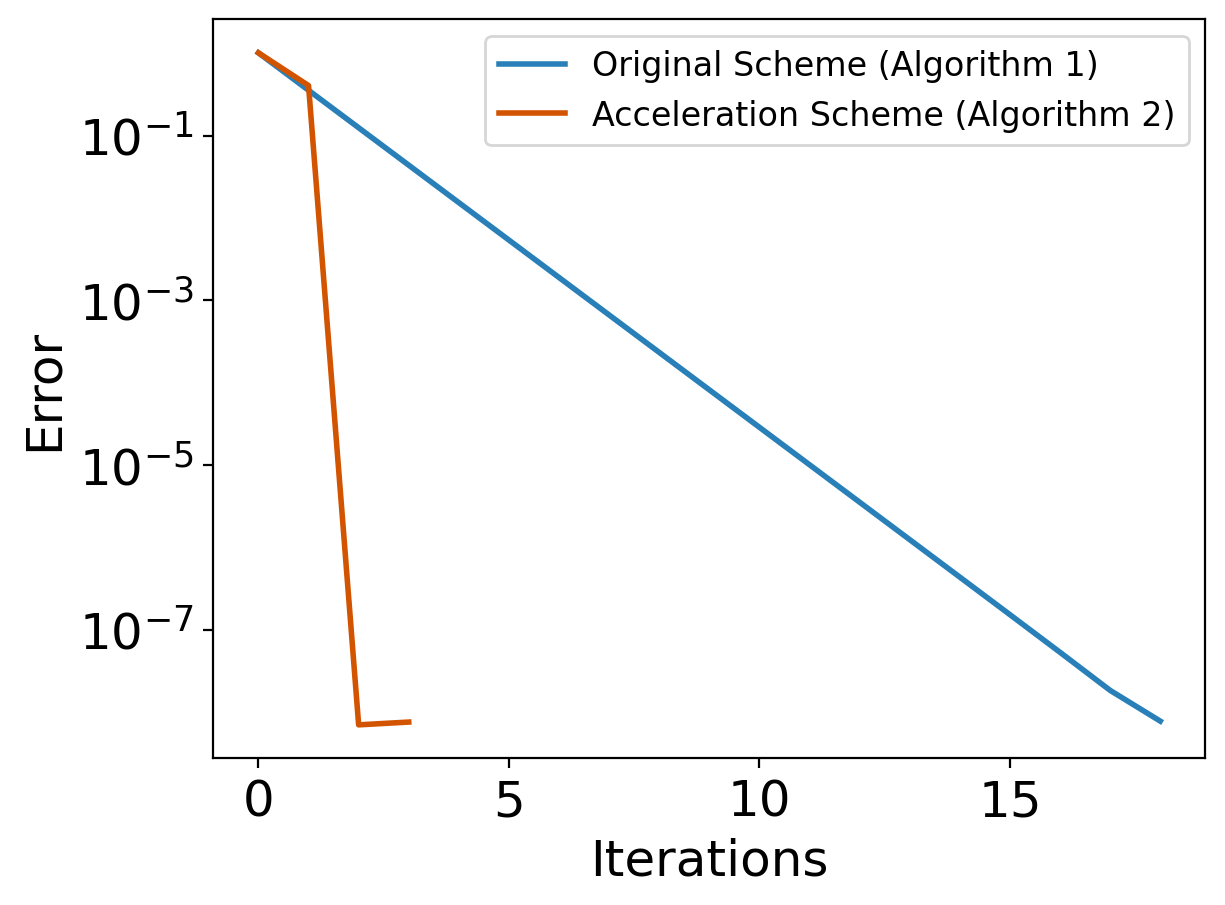 Original Scheme (Algorithm 1)
Acceleration Scheme (Algorithm 2)
10⁻¹
10⁻³
10⁻⁵
10⁻⁷
Error
0 5 10 15
Iterations